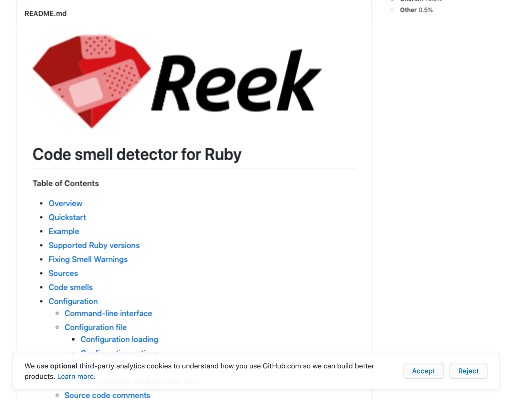 Other 0.5%
README.md
Reek
Code smell detector for Ruby
Table of Contents
Overview
Quickstart
Example
Supported Ruby versions
Fixing Smell Warnings
Sources
Code smells
Configuration
Command-line interface
Configuration file
Configuration loading
We use optional third-party analytics cookies to understand how you use GitHub.com so we can build better
products. Learn more.
Accept
Reject
Source code comments